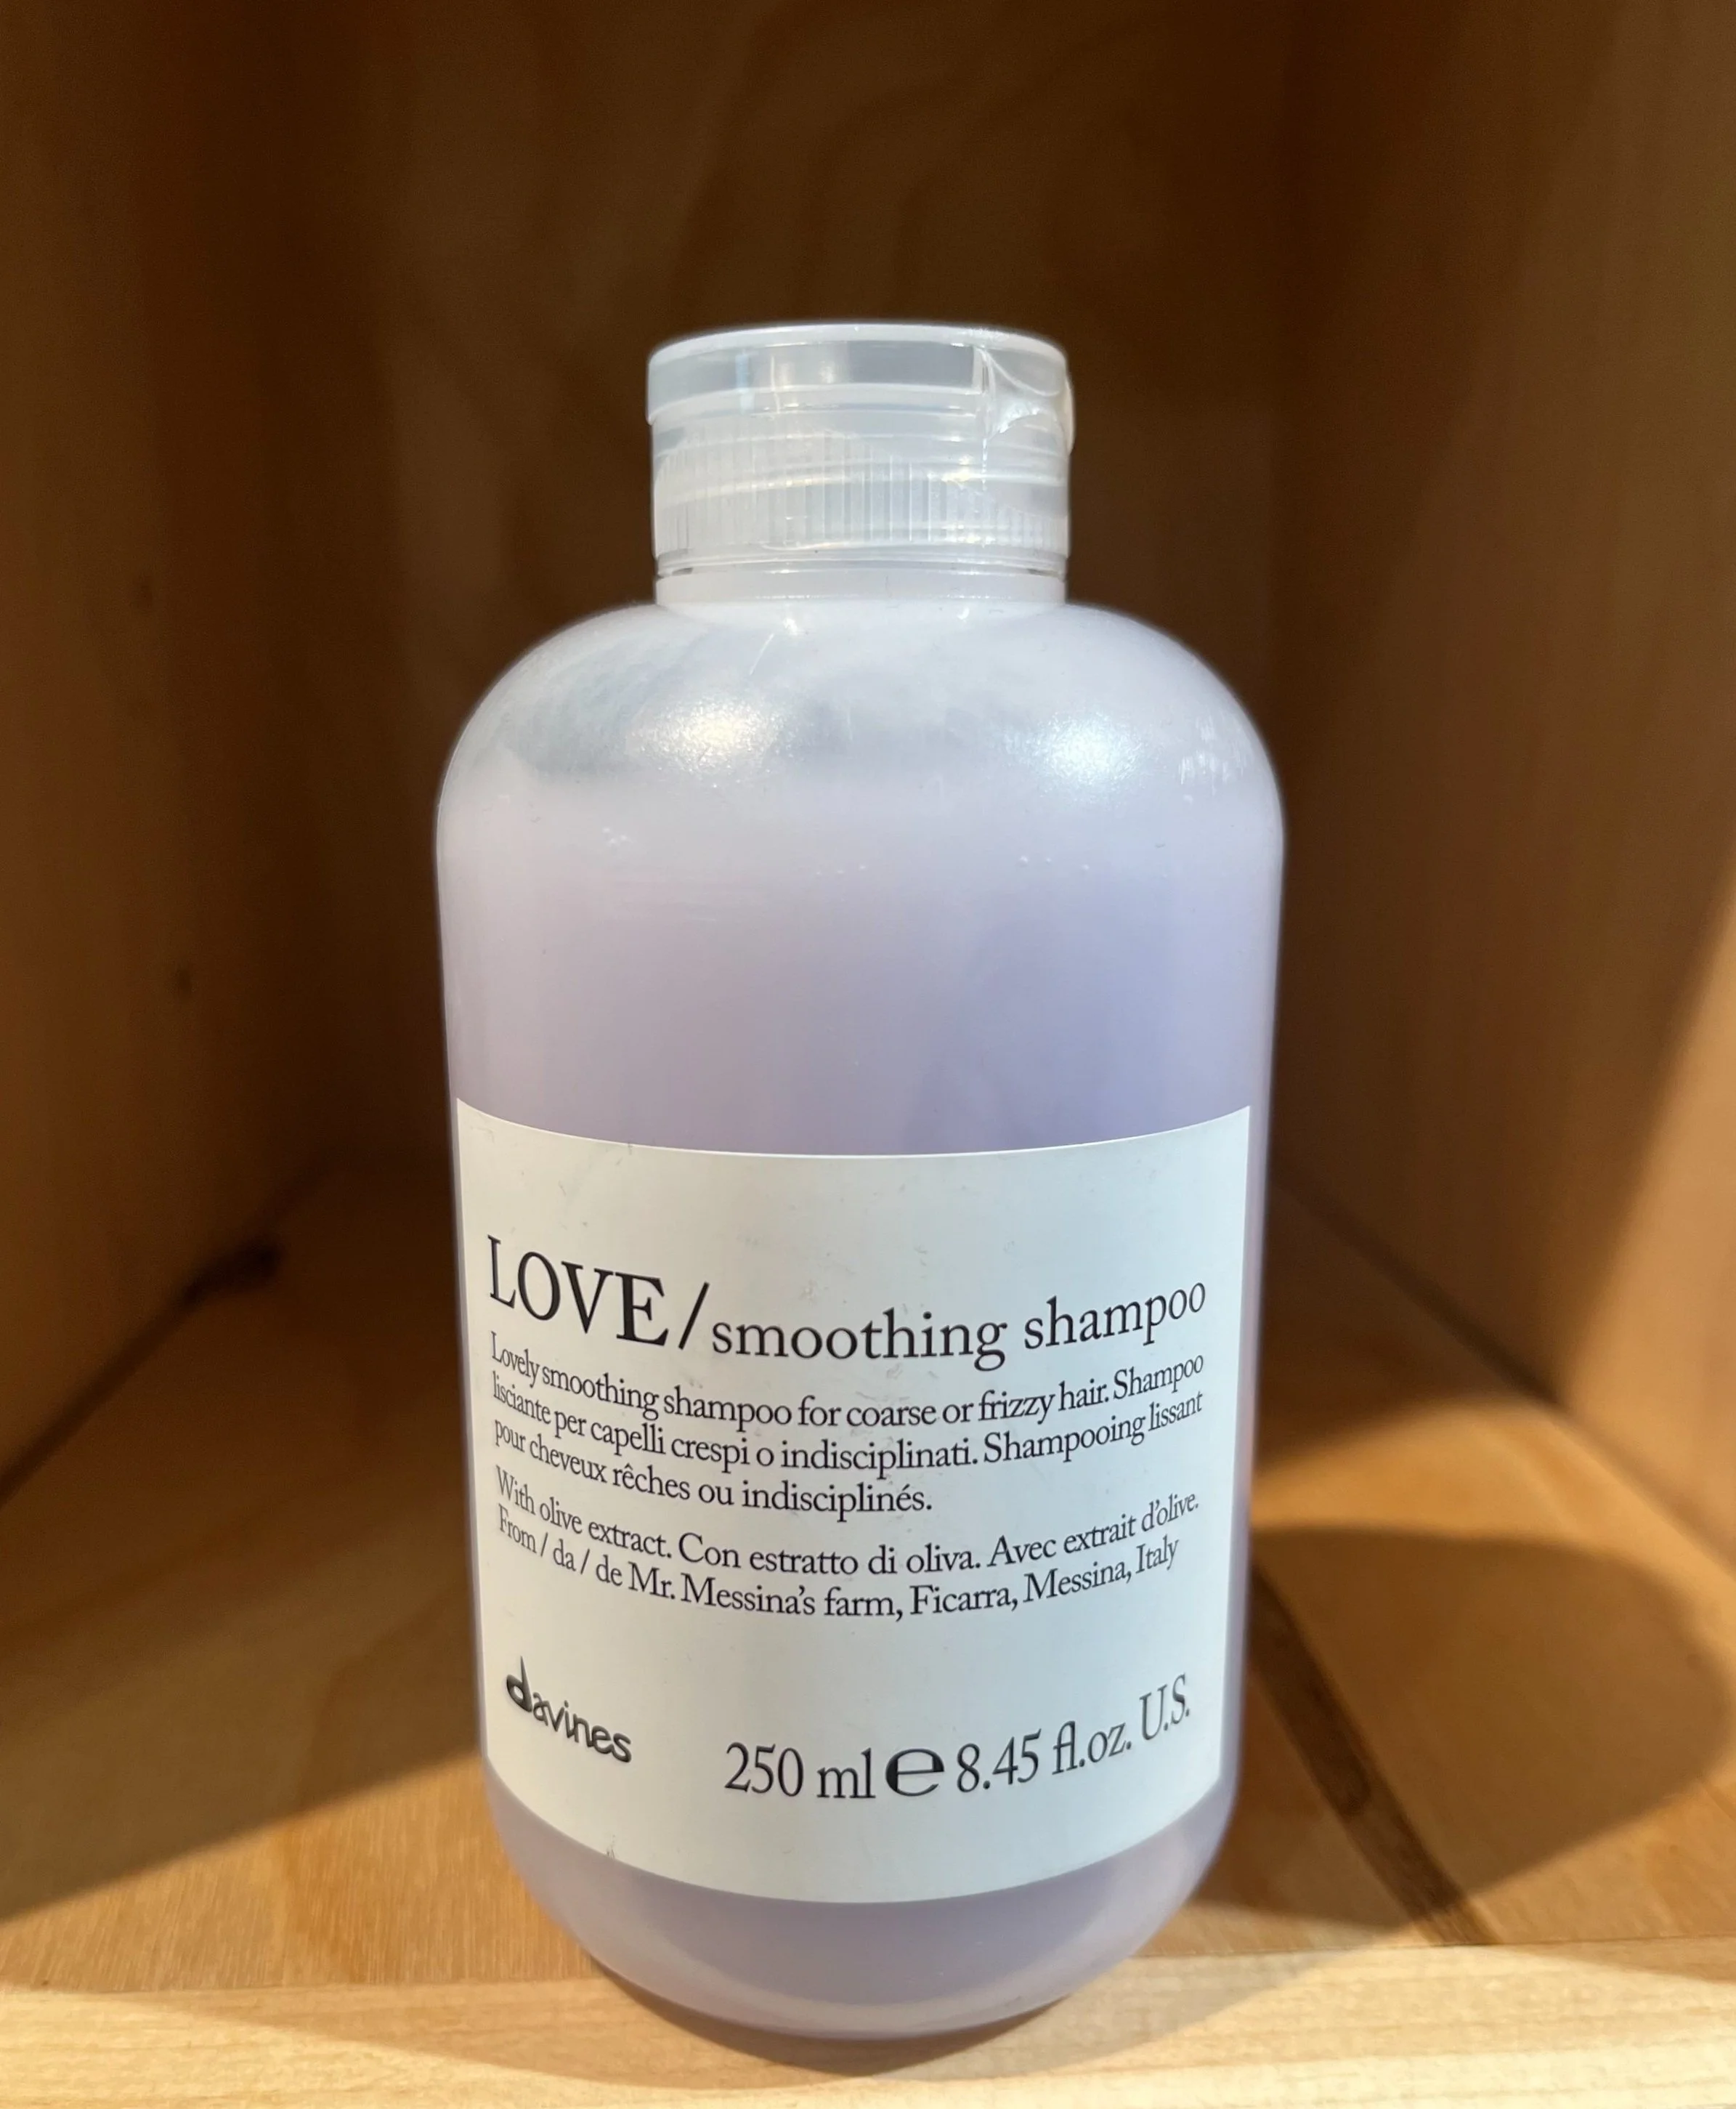 LOVE/smoothing shampoo
Lovely smoothing shampoo for coarse or frizzy hair. Shampoo
lisciante per capelli crespi o indisciplinati. Shampooing lissant
pour cheveux rêches ou indisciplinés.
With olive extract. Con estratto di oliva. Avec extrait d'olive.
From / da / de Mr. Messina's farm, Ficarra, Messina, Italy
davines
250 ml ℮ 8.45 fl.oz. U.S.